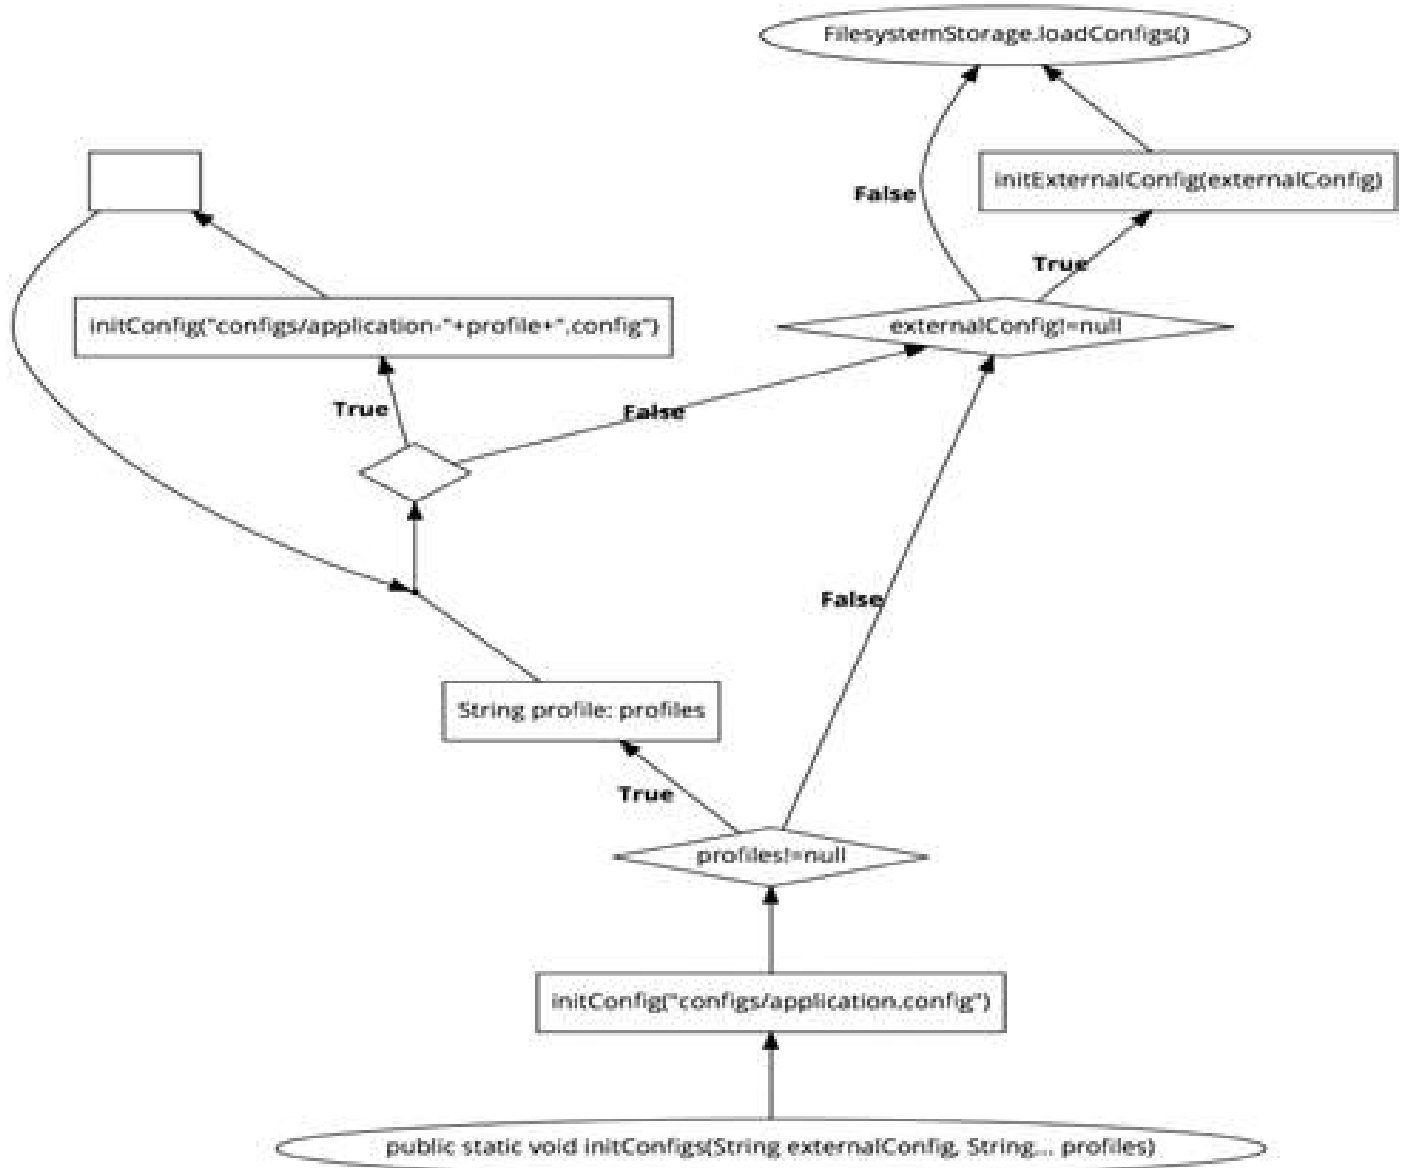 FilesystemStorage.loadConfigs()
False
initExternalConfig(externalConfig)
True
initConfig("configs/application-"+profile+".config")
externalConfig!=null
True
False
False
String profile: profiles
True
profiles!=null
initConfig("configs/application.config")
public static void initConfigs(String externalConfig, String... profiles)